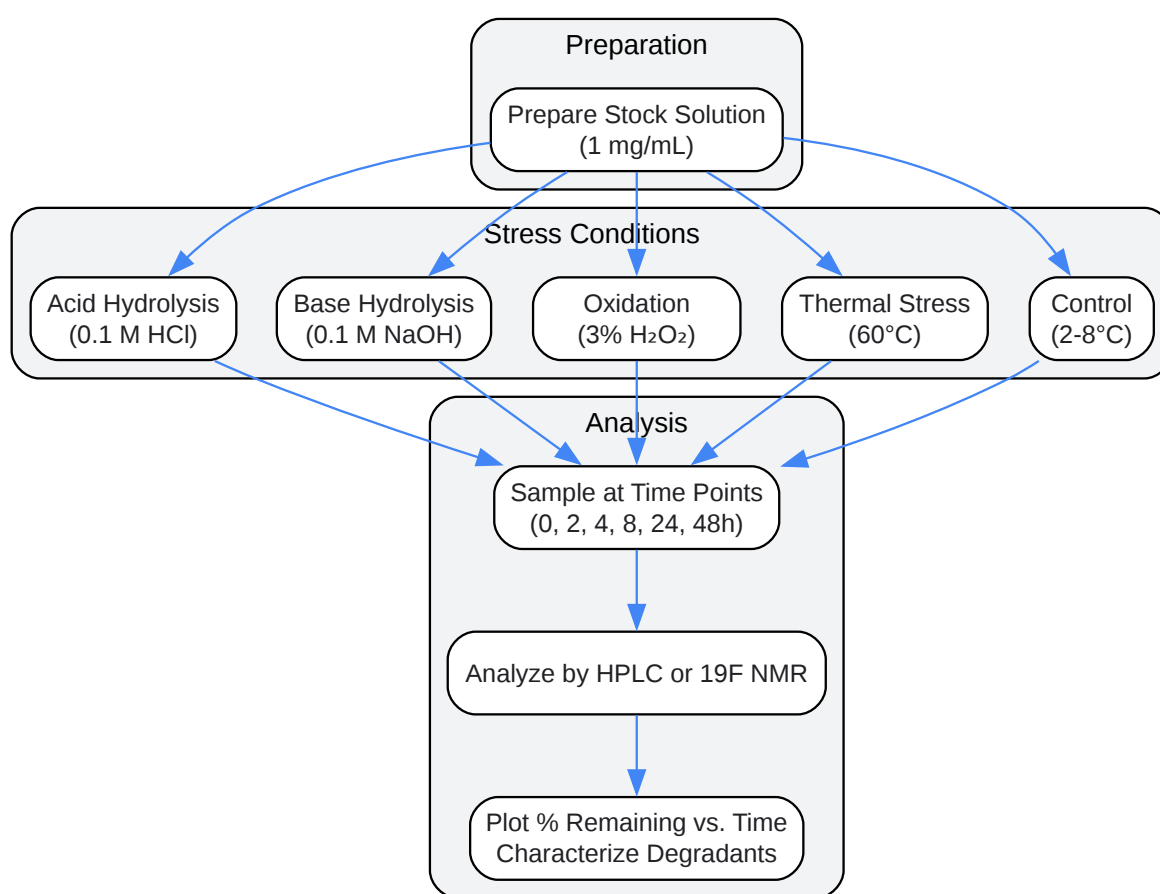 Preparation
Prepare Stock Solution
(1 mg/mL)
Stress Conditions
Acid Hydrolysis
(0.1 M HCl)
Base Hydrolysis
(0.1 M NaOH)
Oxidation
(3% H₂O₂)
Thermal Stress
(60°C)
Control
(2-8°C)
Analysis
Sample at Time Points
(0, 2, 4, 8, 24, 48h)
Analyze by HPLC or 19F NMR
Plot % Remaining vs. Time
Characterize Degradants